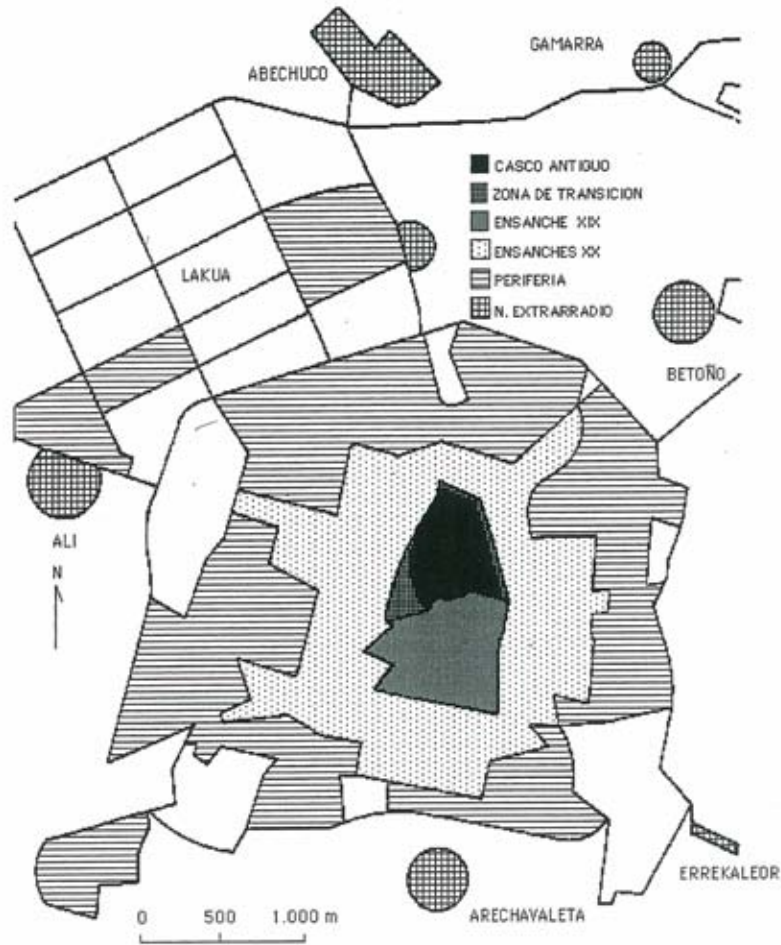 GAMARRA
ABECHUCO
CASCO ANTIGUO
ZONA DE TRANSICION
ENSANCHE XIX
ENSANCHES XX
PERIFERIA
N. EXTRARRADIO
LAKUA
BETOÑO
ALI
N
ERREKALEOR
ARECHAVALETA
0 500 1.000 m